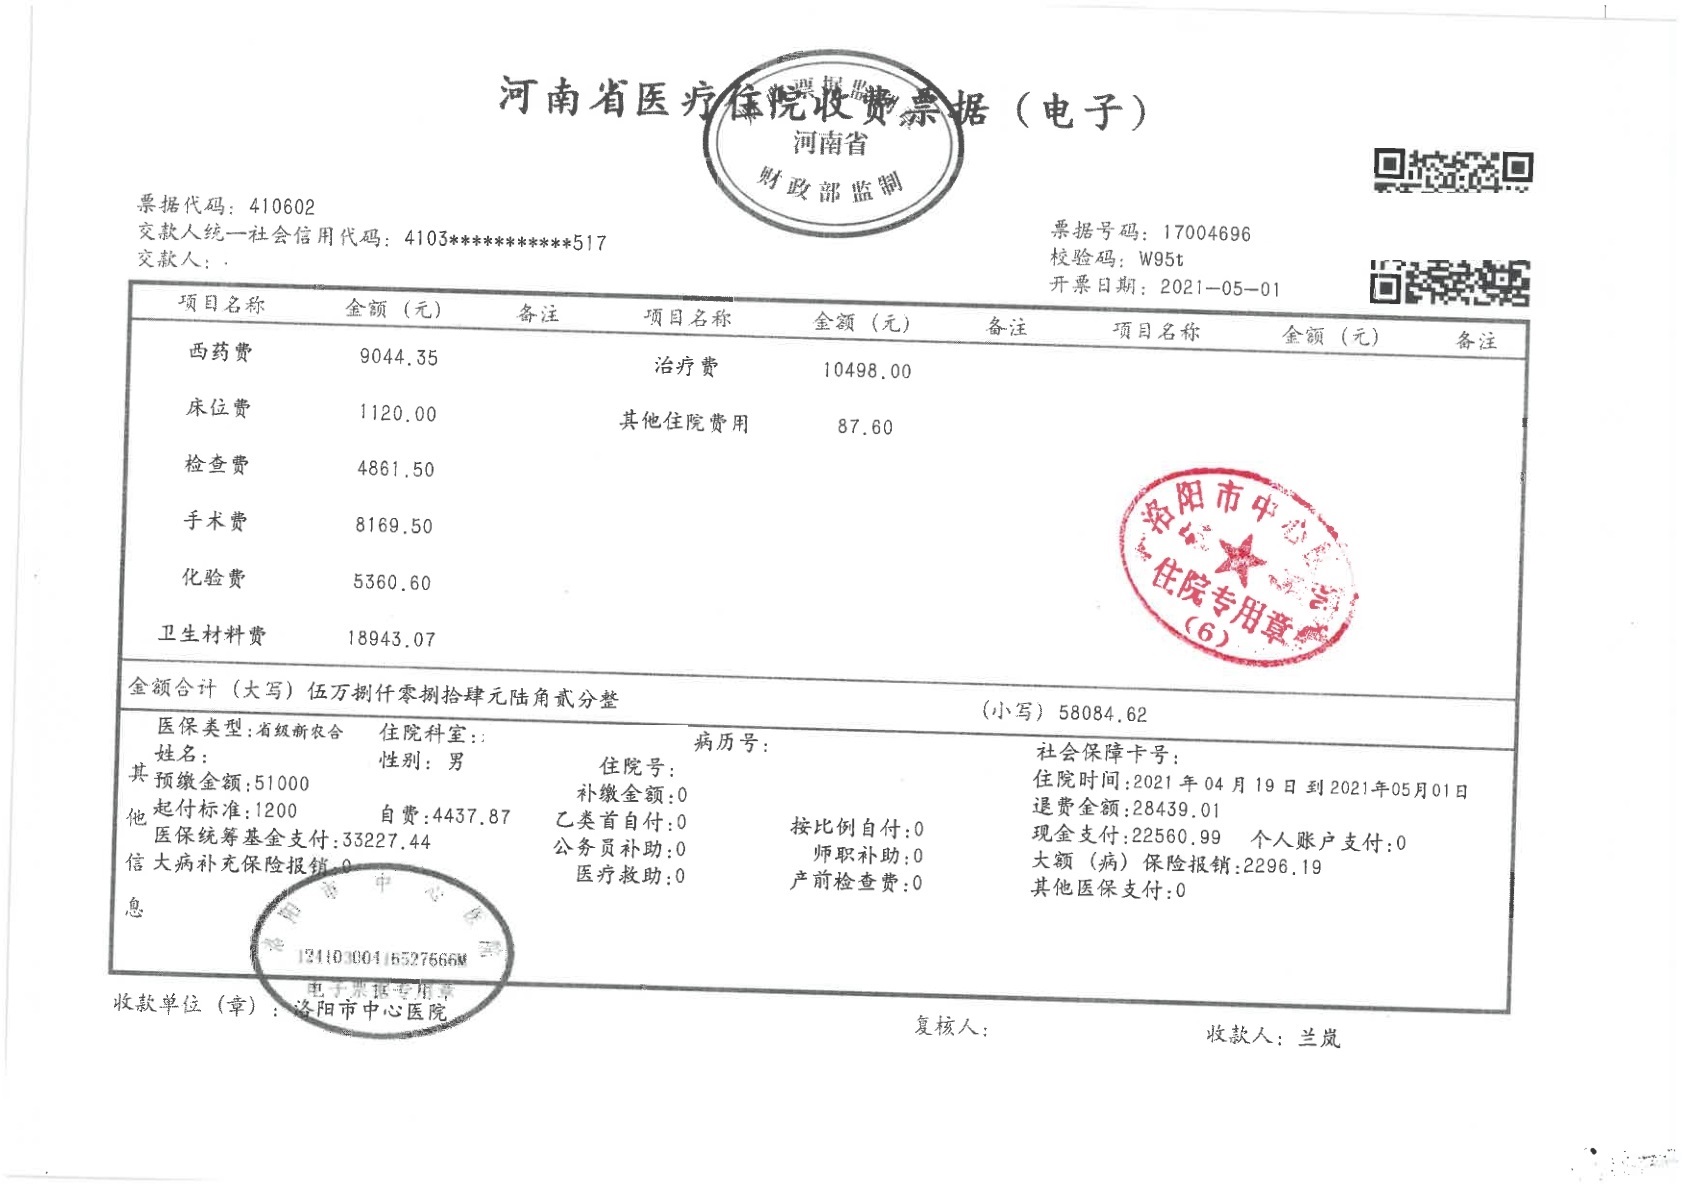 河南省医疗住院收费票据（电子）
票据监制
河南省
财政部监制
票据代码：410602
交款人统一社会信用代码：4103***********517
交款人：.
票据号码：17004696
校验码：W95t
开票日期：2021-05-01
项目名称 金额（元） 备注 项目名称 金额（元） 备注 项目名称 金额（元） 备注
西药费 9044.35 治疗费 10498.00
床位费 1120.00 其他住院费用 87.60
检查费 4861.50
手术费 8169.50
化验费 5360.60
卫生材料费 18943.07
洛阳市中心
住院专用章
(6)
金额合计（大写）伍万捌仟零捌拾肆元陆角贰分整 （小写）58084.62
其他信息
医保类型:省级新农合 住院科室:: 病历号: 社会保障卡号:
姓名: 性别: 男 住院号: 住院时间:2021年04月19日到2021年05月01日
预缴金额:51000 补缴金额:0 退费金额:28439.01
起付标准:1200 自费:4437.87 乙类首自付:0 按比例自付:0 现金支付:22560.99 个人账户支付:0
医保统筹基金支付:33227.44 公务员补助:0 师职补助:0 大额（病）保险报销:2296.19
大病补充保险报销:0 医疗救助:0 产前检查费:0 其他医保支付:0
洛阳市中心医院
12410300416527666M
电子票据专用章
收款单位（章）：洛阳市中心医院 复核人： 收款人：兰岚